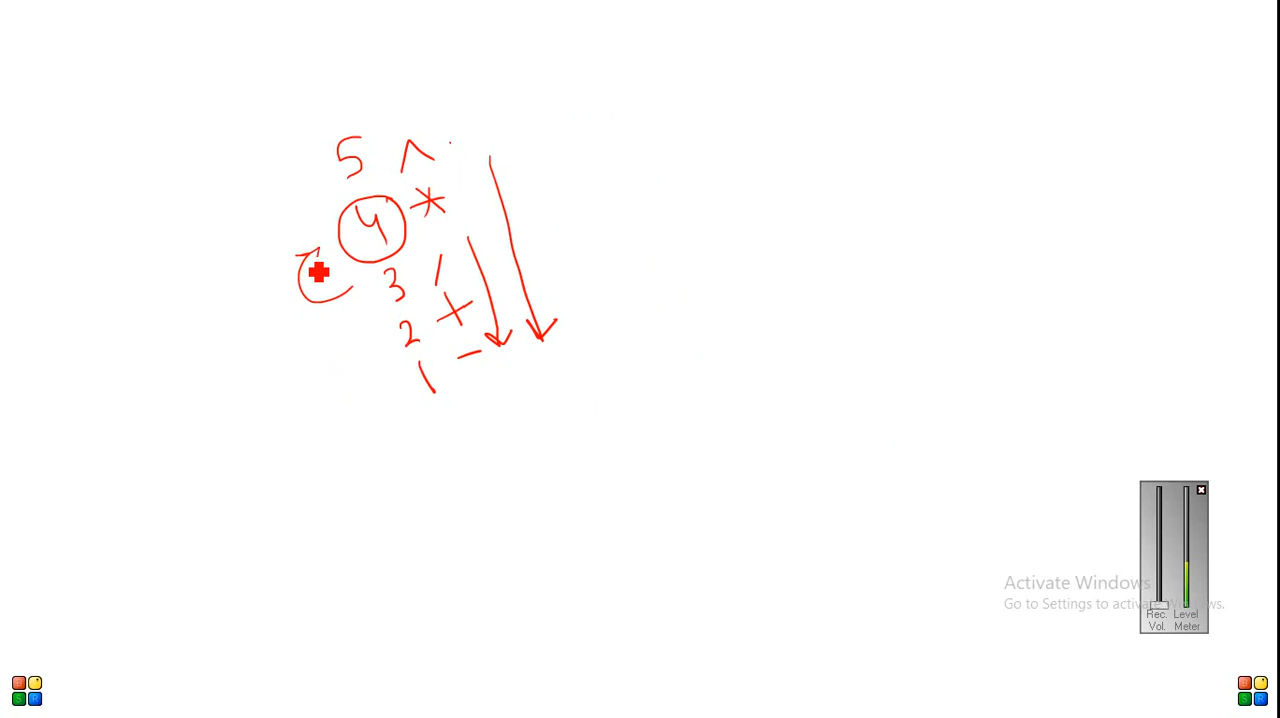 5 ^
4 *
3 /
2 +
1 -
Activate Windows
Go to Settings to activate Windows.
Rec. Level
Vol. Meter